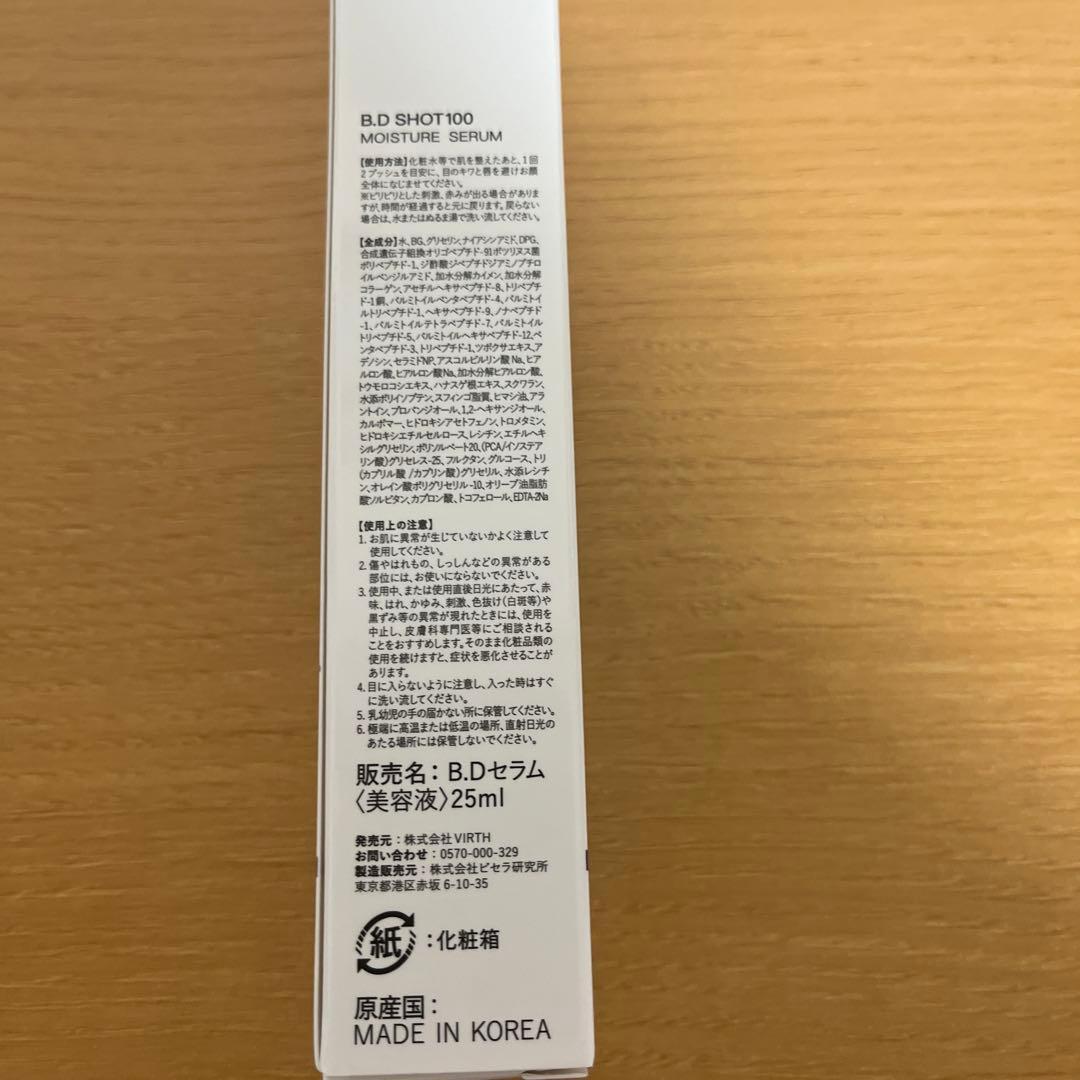 B.D SHOT100
MOISTURE SERUM
【使用方法】化粧水等で肌を整えたあと、1回
2プッシュを目安に、目のキワと唇を避けお顔
全体になじませてください。
※ピリピリとした刺激、赤みが出る場合がありま
すが、時間が経過すると元に戻ります。戻らない
場合は、水またはぬるま湯で洗い流してください。
【全成分】水、BG、グリセリン、ナイアシンアミド、DPG、
合成遺伝子組換オリゴペプチド-91ボツリヌス菌
ポリペプチド-1、ジ酢酸ジペプチドジアミノブチロ
イルベンジルアミド、加水分解カイメン、加水分解
コラーゲン、アセチルヘキサペプチド-8、トリペプチ
ド-1銅、パルミトイルペンタペプチド-4、パルミトイ
ルトリペプチド-1、ヘキサペプチド-9、ノナペプチド
-1、パルミトイルテトラペプチド-7、パルミトイル
トリペプチド-5、パルミトイルヘキサペプチド-12、ペ
ンタペプチド-3、トリペプチド-1、ツボクサエキス、ア
デノシン、セラミドNP、アスコルビルリン酸Na、ヒア
ルロン酸、ヒアルロン酸Na、加水分解ヒアルロン酸、
トウモロコシエキス、ハナスゲ根エキス、スクワラン、
水添ポリイソブテン、スフィンゴ脂質、ヒマシ油、アラ
ントイン、プロパンジオール、1,2-ヘキサンジオール、
カルボマー、ヒドロキシアセトフェノン、トロメタミン、
ヒドロキシエチルセルロース、レシチン、エチルヘキ
シルグリセリン、ポリソルベート20、(PCA/イソステア
リン酸)グリセレス-25、フルクタン、グルコース、トリ
(カプリル酸/カプリン酸)グリセリル、水添レシチ
ン、オレイン酸ポリグリセリル-10、オリーブ油脂肪
酸ソルビタン、カプロン酸、トコフェロール、EDTA-2Na
【使用上の注意】
1. お肌に異常が生じていないかよく注意して
使用してください。
2. 傷やはれもの、しっしんなどの異常がある
部位には、お使いにならないでください。
3. 使用中、または使用直後日光にあたって、赤
味、はれ、かゆみ、刺激、色抜け(白斑等)や
黒ずみ等の異常が現れたときには、使用を
中止し、皮膚科専門医等にご相談される
ことをおすすめします。そのまま化粧品類の
使用を続けますと、症状を悪化させることが
あります。
4. 目に入らないように注意し、入った時はすぐ
に洗い流してください。
5. 乳幼児の手の届かない所に保管してください。
6. 極端に高温または低温の場所、直射日光の
あたる場所には保管しないでください。
販売名：B.Dセラム
〈美容液〉25ml
発売元：株式会社VIRTH
お問い合わせ：0570-000-329
製造販売元：株式会社ピセラ研究所
東京都港区赤坂6-10-35
紙：化粧箱
原産国：
MADE IN KOREA